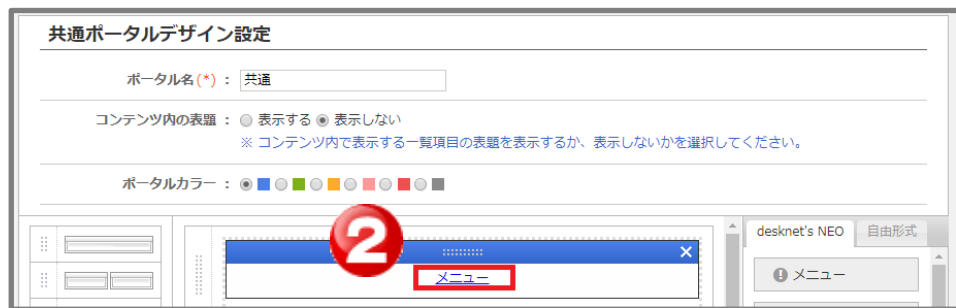 共通ポータルデザイン設定
ポータル名(*) : 共通
コンテンツ内の表題 : 表示する 表示しない
※ コンテンツ内で表示する一覧項目の表題を表示するか、表示しないかを選択してください。
ポータルカラー :
2
desknet's NEO 自由形式
メニュー
メニュー